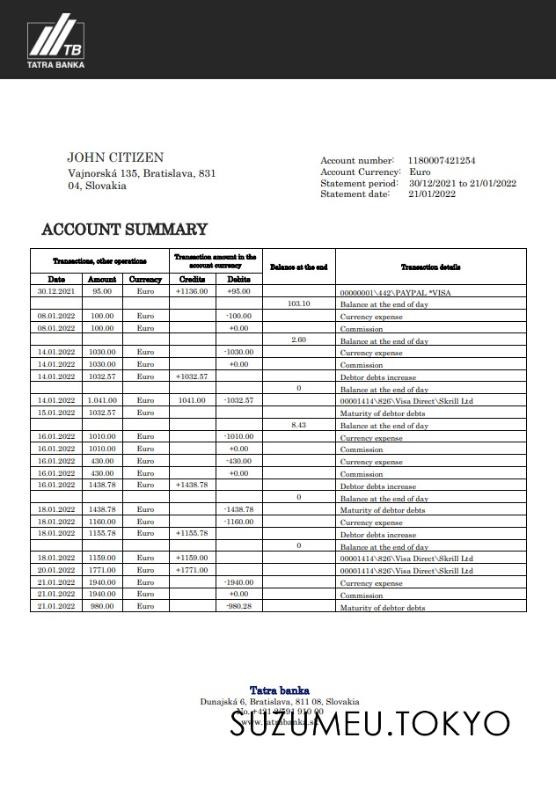 TB
TATRA BANKA
JOHN CITIZEN
Vajnorská 135, Bratislava, 831
04, Slovakia
Account number: 1180007421254
Account Currency: Euro
Statement period: 30/12/2021 to 21/01/2022
Statement date: 21/01/2022
ACCOUNT SUMMARY
Transactions, other operations Transaction amount in the account currency Balance at the end Transaction details
Date Amount Currency Credits Debits
30.12.2021 95.00 Euro +1136.00 +95.00 00000001\442\PAYPAL *VISA
103.10 Balance at the end of day
08.01.2022 100.00 Euro -100.00 Currency expense
08.01.2022 100.00 Euro +0.00 Commission
2.60 Balance at the end of day
14.01.2022 1030.00 Euro -1030.00 Currency expense
14.01.2022 1030.00 Euro +0.00 Commission
14.01.2022 1032.57 Euro +1032.57 Debtor debts increase
0 Balance at the end of day
14.01.2022 1.041.00 Euro 1041.00 -1032.57 00001414\826\Visa Direct\Skrill Ltd
15.01.2022 1032.57 Euro Maturity of debtor debts
8.43 Balance at the end of day
16.01.2022 1010.00 Euro -1010.00 Currency expense
16.01.2022 1010.00 Euro +0.00 Commission
16.01.2022 430.00 Euro -430.00 Currency expense
16.01.2022 430.00 Euro +0.00 Commission
16.01.2022 1438.78 Euro +1438.78 Debtor debts increase
0 Balance at the end of day
18.01.2022 1438.78 Euro -1438.78 Maturity of debtor debts
18.01.2022 1160.00 Euro -1160.00 Currency expense
18.01.2022 1155.78 Euro +1155.78 Debtor debts increase
0 Balance at the end of day
18.01.2022 1159.00 Euro +1159.00 00001414\826\Visa Direct\Skrill Ltd
20.01.2022 1771.00 Euro +1771.00 00001414\826\Visa Direct\Skrill Ltd
21.01.2022 1940.00 Euro -1940.00 Currency expense
21.01.2022 1940.00 Euro +0.00 Commission
21.01.2022 980.00 Euro -980.28 Maturity of debtor debts
Tatra banka
Dunajská 6, Bratislava, 811 08, Slovakia
No.
SUZUMEU.TOKYO